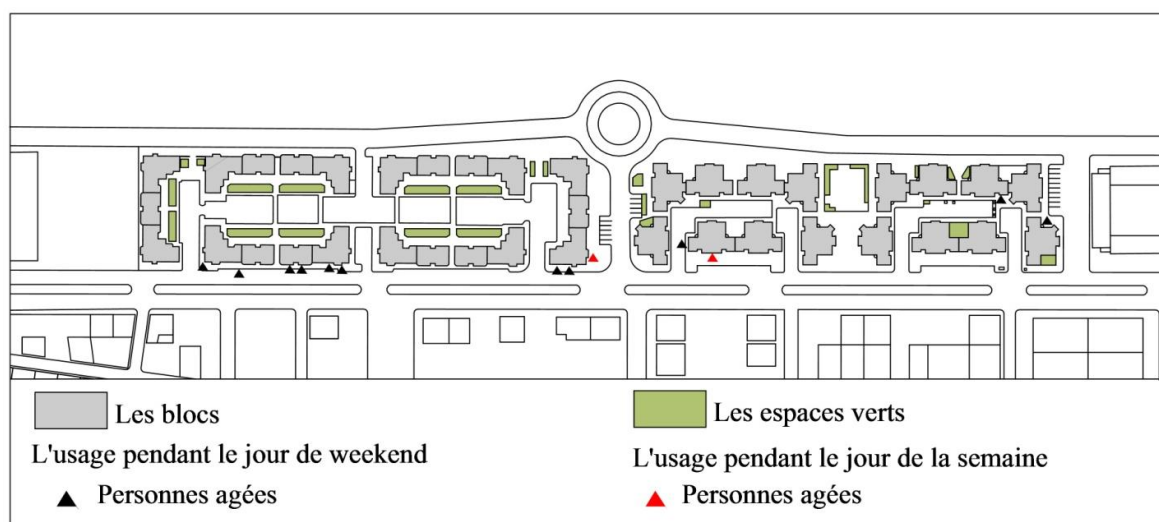 Les blocs
Les espaces verts
L'usage pendant le jour de weekend
L'usage pendant le jour de la semaine
Personnes agées
Personnes agées